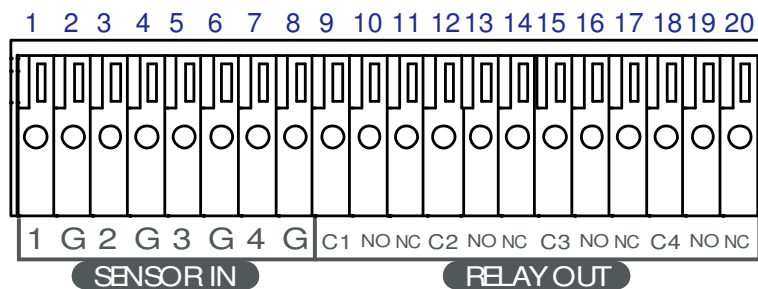 1 2 3 4 5 6 7 8 9 10 11 12 13 14 15 16 17 18 19 20
1 G 2 G 3 G 4 G C1 NO NC C2 NO NC C3 NO NC C4 NO NC
SENSOR IN RELAY OUT